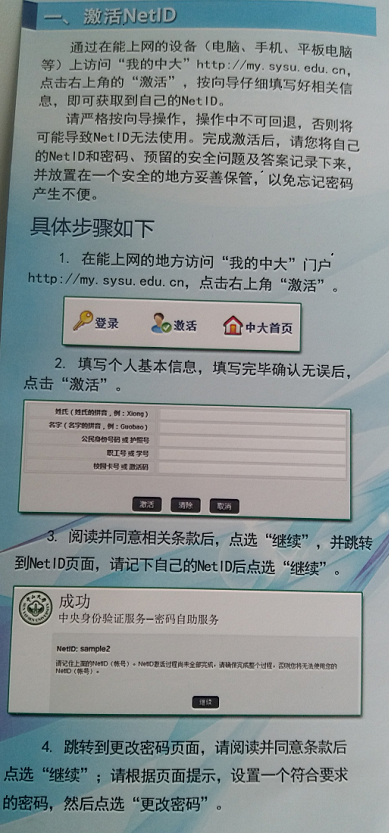 一、激活NetID
通过在能上网的设备（电脑、手机、平板电脑
等）上访问“我的中大”http://my.sysu.edu.cn,
点击右上角的“激活”，按向导仔细填写好相关信
息，即可获取到自己的NetID。
请严格按向导操作，操作中不可回退，否则将
可能导致NetID无法使用。完成激活后，请您将自己
的NetID和密码、预留的安全问题及答案记录下来，
并放置在一个安全的地方妥善保管，以免忘记密码
产生不便。
具体步骤如下
1. 在能上网的地方访问“我的中大”门户
http://my.sysu.edu.cn，点击右上角“激活”。
登录 激活 中大首页
2. 填写个人基本信息，填写完毕确认无误后，
点击“激活”。
姓氏（姓氏的拼音，例：Xiong）
名字（名字的拼音，例：Guobao）
公民身份号码 或 护照号
职工号 或 学号
校园卡号 或 激活码
激活 清除 取消
3. 阅读并同意相关条款后，点选“继续”，并跳转
到NetID页面，请记下自己的NetID后点选“继续”。
成功
中央身份验证服务—密码自助服务
NetID: sample2
请记住上面的NetID（帐号）。NetID激活过程尚未全部完成，请确保完成整个过程，否则您将无法使用您的
NetID（帐号）。
继续
4. 跳转到更改密码页面，请阅读并同意条款后
点选“继续”；请根据页面提示，设置一个符合要求
的密码，然后点选“更改密码”。